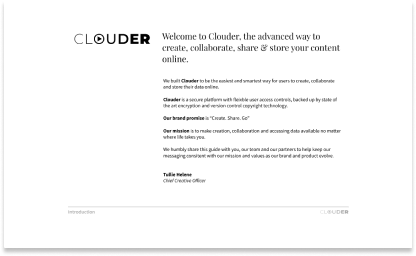 CLOUDER
Welcome to Clouder, the advanced way to
create, collaborate, share & store your content
online.
We built Clouder to be the easiest and smartest way for users to create, collaborate
and store their data online.
Clouder is a secure platform with flexible user access controls, backed up by state of
the art encryption and version control copyright technology.
Our brand promise is "Create. Share. Go"
Our mission is to make creation, collaboration and accessing data available no matter
where life takes you.
We humbly share this guide with you, our team and our partners to help keep our
messaging consistent with our mission and values as our brand and product evolve.
Tullie Helene
Chief Creative Officer
Introduction
CLOUDER